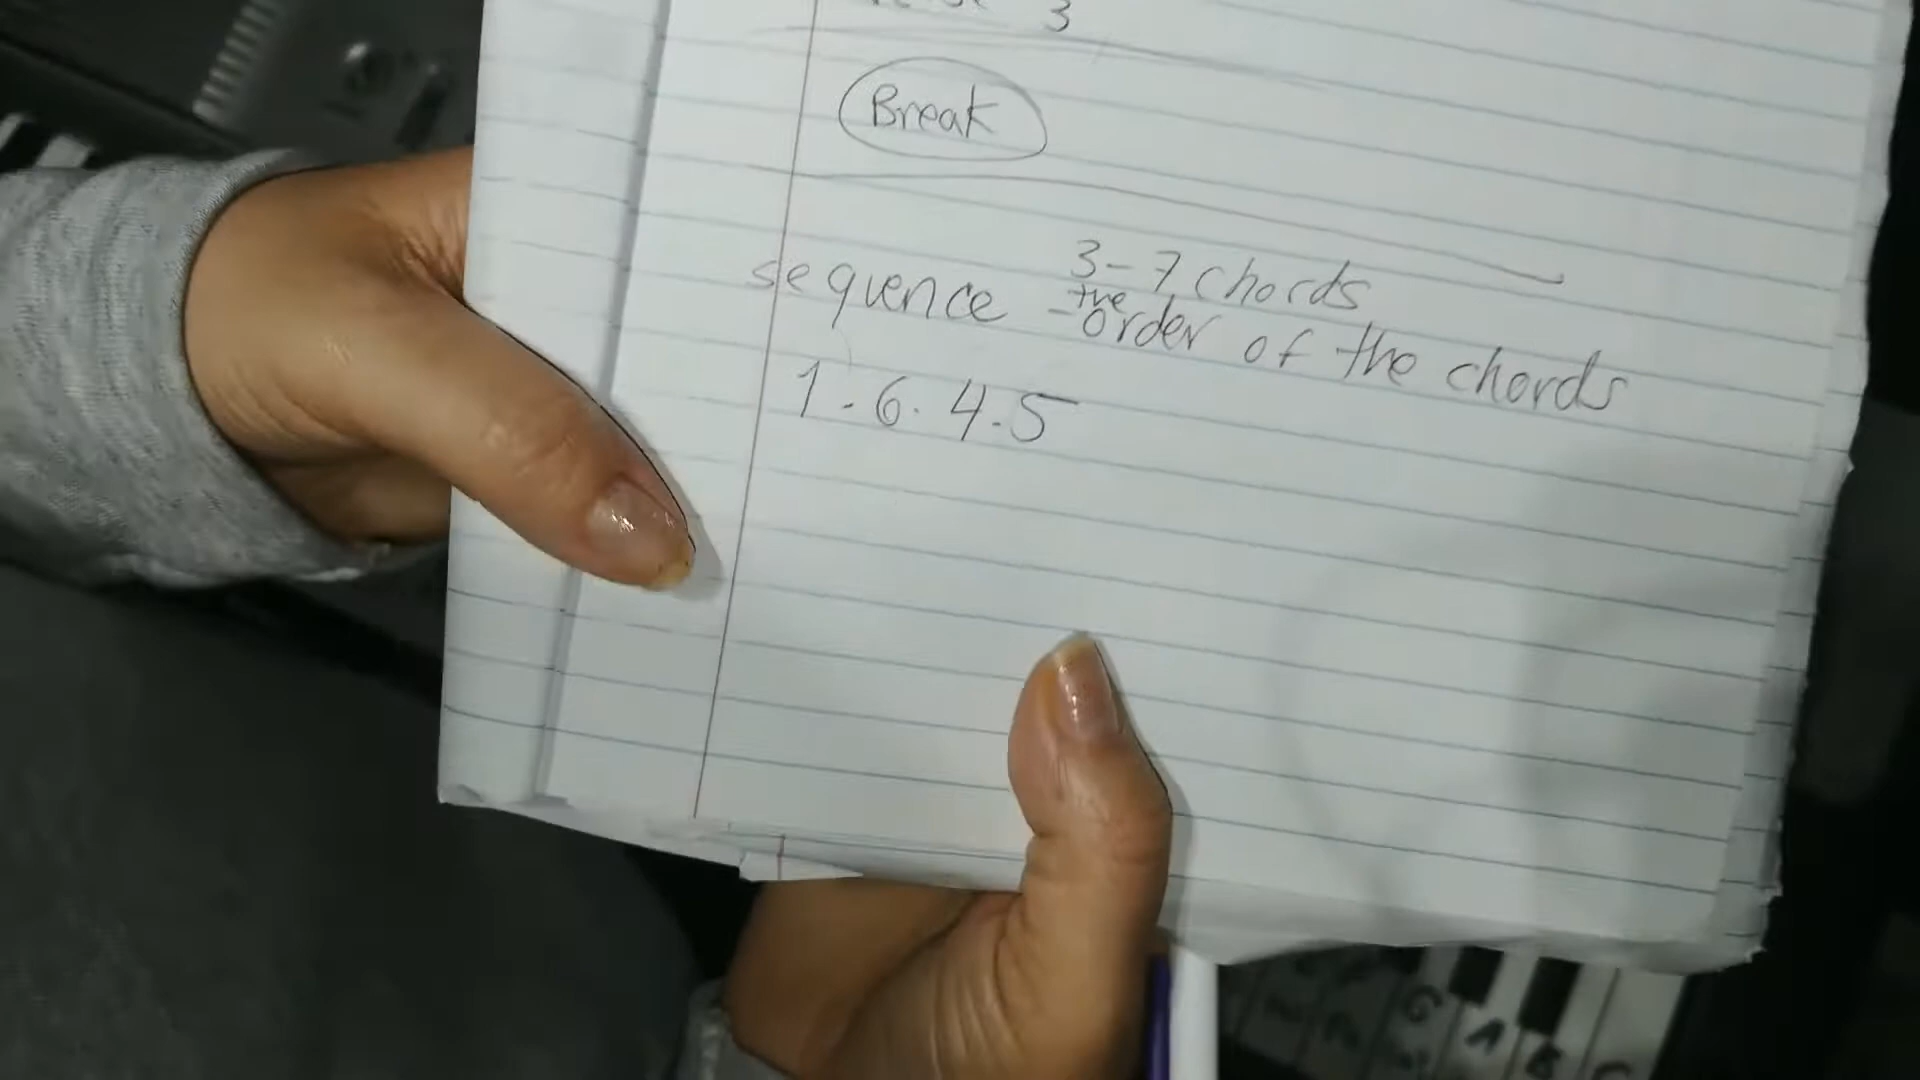 3
Break
3-7 chords
sequence - the order of the chords
1.6.4.5
G
A
B
C